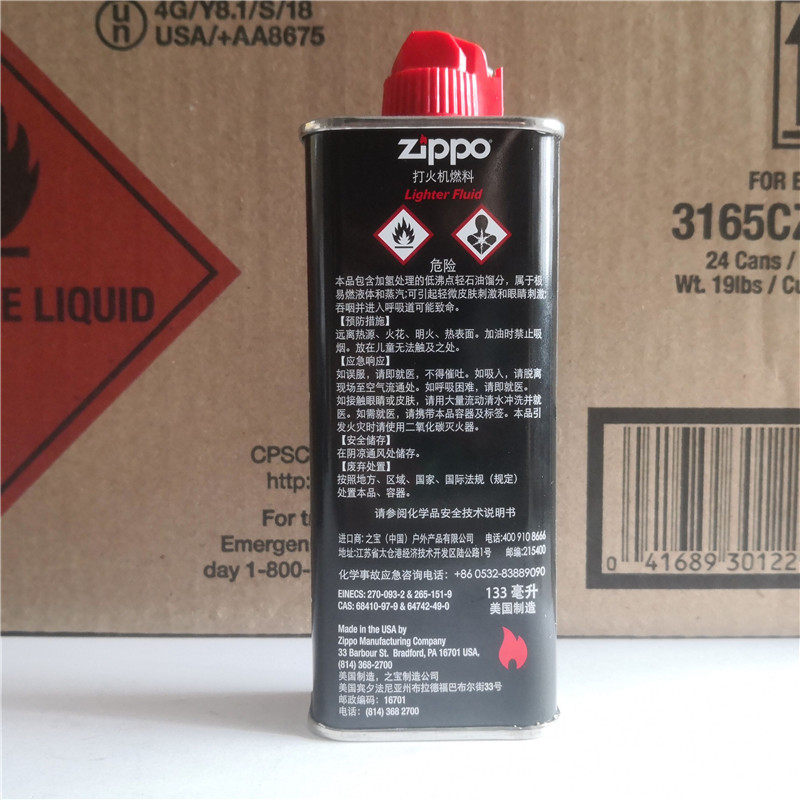 un
4G/Y8.1/S/18
USA/+AA8675
E LIQUID
CPSC
http:
For tr
Emergen
day 1-800-
FOR
3165CZ
24 Cans /
Wt. 19lbs / Cu
0 41689 30122
zippo
打火机燃料
Lighter Fluid
危险
本品包含加氢处理的低沸点轻石油馏分，属于极
易燃液体和蒸汽;可引起轻微皮肤刺激和眼睛刺激;
吞咽并进入呼吸道可能致命。
【预防措施】
远离热源、火花、明火、热表面。加油时禁止吸
烟。放在儿童无法触及之处。
【应急响应】
如误服，请即就医，不得催吐。如吸入，请脱离
现场至空气流通处。如呼吸困难，请即就医。
如接触眼睛或皮肤，请用大量流动清水冲洗并就
医。如需就医，请携带本品容器及标签。本品引
发火灾时请使用二氧化碳灭火器。
【安全储存】
在阴凉通风处储存。
【废弃处置】
按照地方、区域、国家、国际法规（规定）
处置本品、容器。
请参阅化学品安全技术说明书
进口商: 之宝（中国）户外产品有限公司 电话:400 910 8666
地址:江苏省太仓港经济技术开发区陆公路1号 邮编:215400
化学事故应急咨询电话：+86 0532-83889090
EINECS: 270-093-2 & 265-151-9
CAS: 68410-97-9 & 64742-49-0
133 毫升
美国制造
Made in the USA by
Zippo Manufacturing Company
33 Barbour St. Bradford, PA 16701 USA,
(814) 368-2700
美国制造，之宝制造公司
美国宾夕法尼亚州布拉德福巴布尔街33号
邮政编码：16701
电话：(814) 368 2700